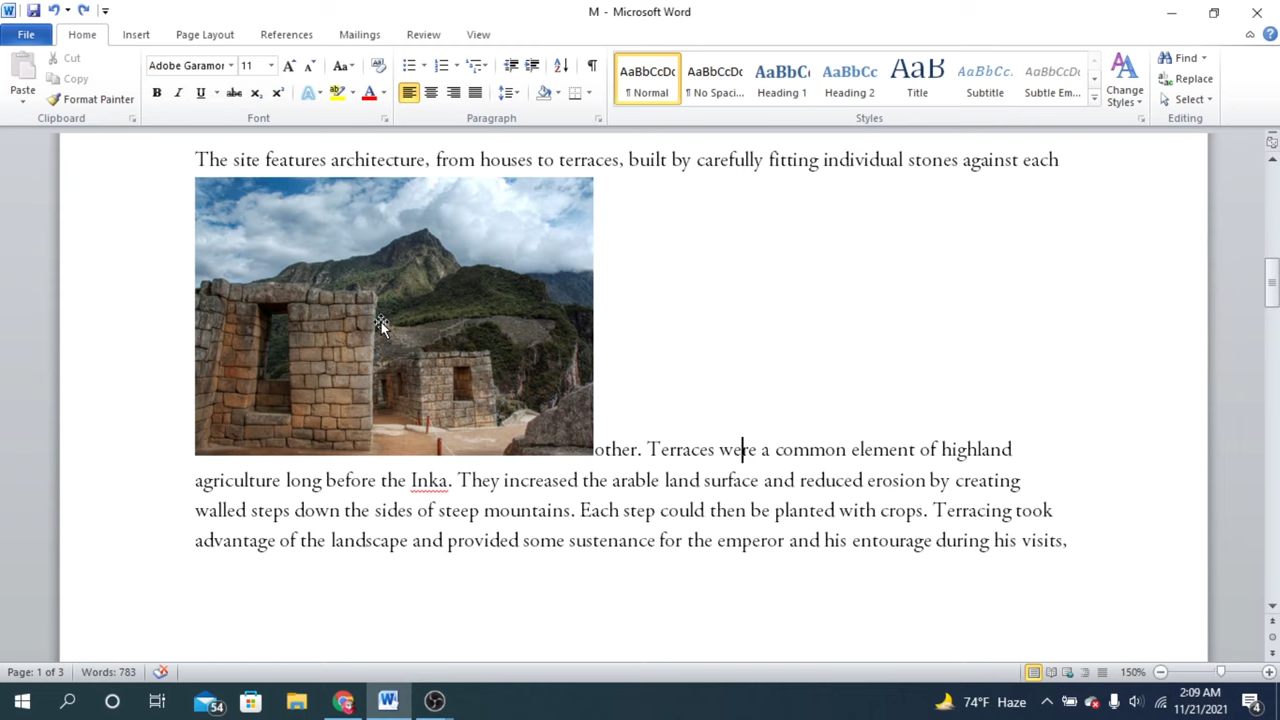 M - Microsoft Word
File Home Insert Page Layout References Mailings Review View
Paste
Cut
Copy
Format Painter
Clipboard
Adobe Garamor 11
Font
Paragraph
AaBbCcDc AaBbCcDc AaBbC AaBbCc AaB AaBbCc. AaBbCcDc
¶ Normal ¶ No Spaci... Heading 1 Heading 2 Title Subtitle Subtle Em...
Change Styles
Styles
Find
Replace
Select
Editing
The site features architecture, from houses to terraces, built by carefully fitting individual stones against each
other. Terraces were a common element of highland
agriculture long before the Inka. They increased the arable land surface and reduced erosion by creating
walled steps down the sides of steep mountains. Each step could then be planted with crops. Terracing took
advantage of the landscape and provided some sustenance for the emperor and his entourage during his visits,
Page: 1 of 3 Words: 783 150%
54 74°F Haze 2:09 AM
11/21/2021 4